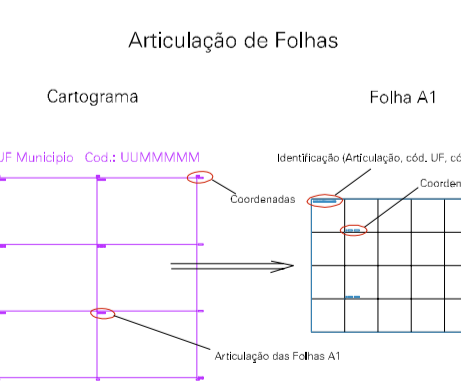 Articulação de Folhas
Cartograma
Folha A1
UF Municipio Cod.: UUMMMMM
Identificação (Articulação, cód. UF, có
Coorden
Coordenadas
Articulação das Folhas A1